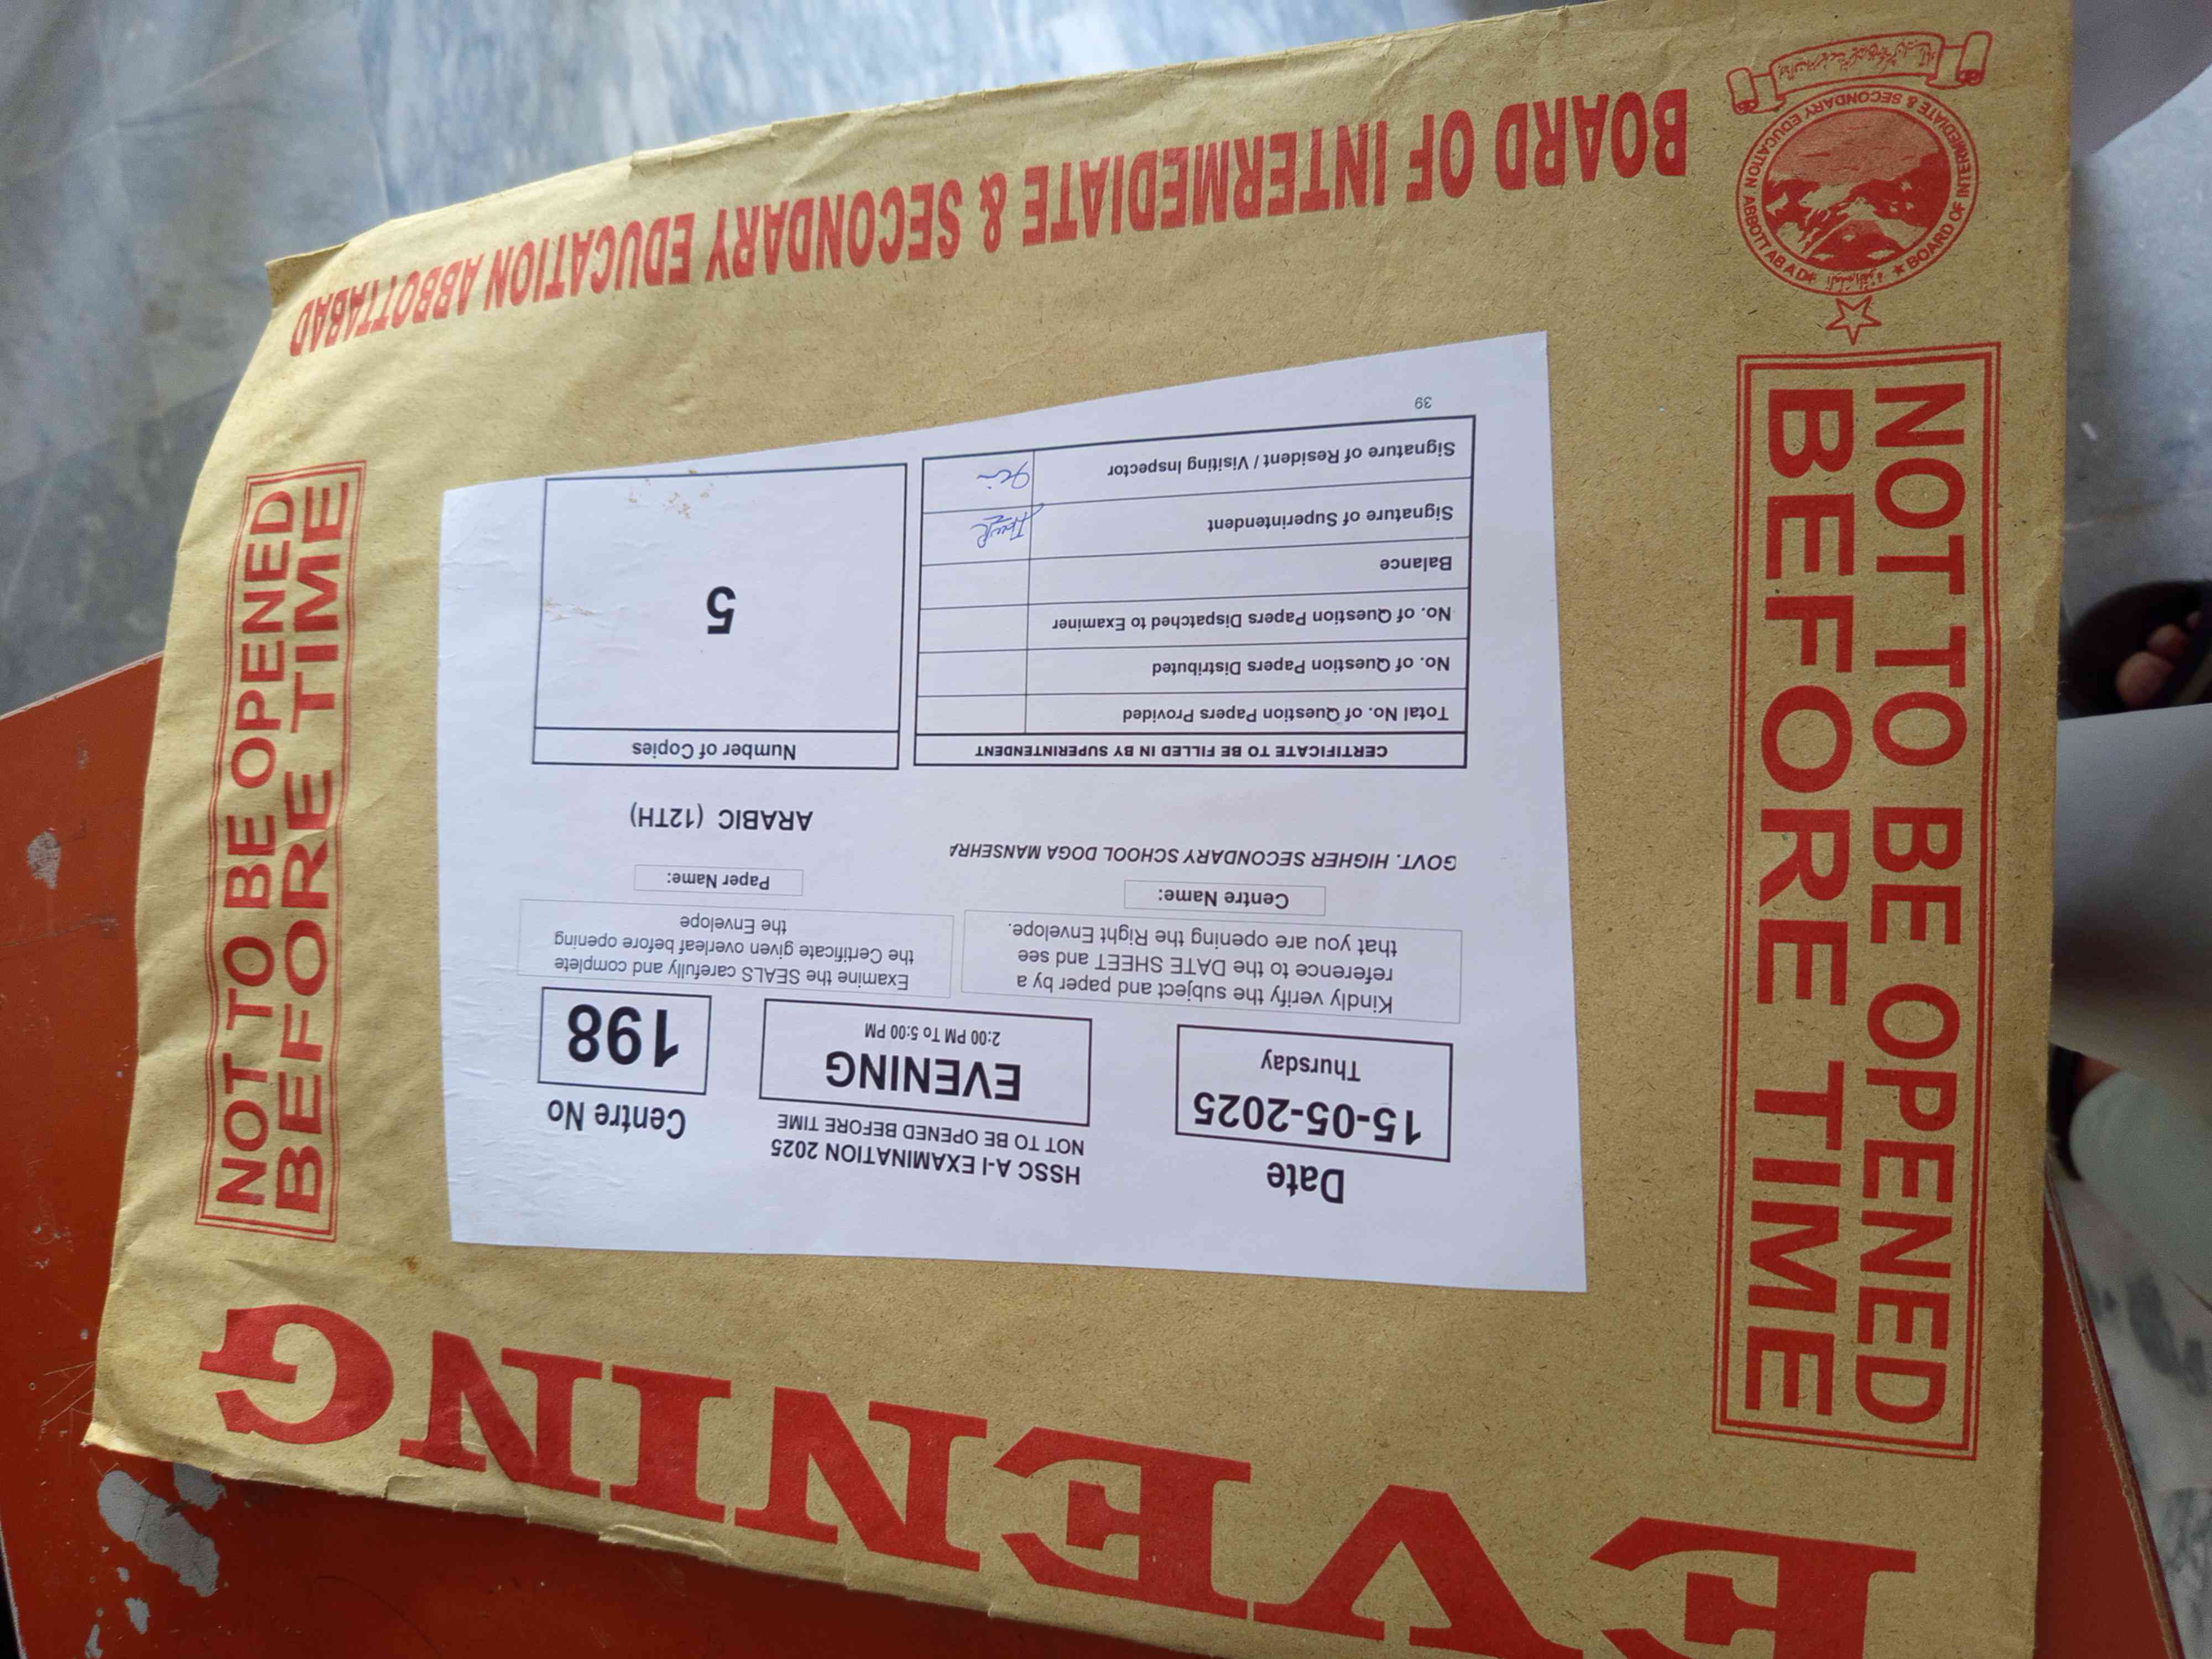 EVENING
NOT TO BE OPENED
BEFORE TIME
NOT TO BE OPENED
BEFORE TIME
Date
15-05-2025
Thursday
HSSC A-I EXAMINATION 2025
NOT TO BE OPENED BEFORE TIME
EVENING
2:00 PM To 5:00 PM
Centre No
198
Kindly verify the subject and paper by a
reference to the DATE SHEET and see
that you are opening the Right Envelope.
Examine the SEALS carefully and complete
the Certificate given overleaf before opening
the Envelope
Centre Name:
GOVT. HIGHER SECONDARY SCHOOL DOGA MANSEHRA
Paper Name:
ARABIC (12TH)
CERTIFICATE TO BE FILLED IN BY SUPERINTENDENT
Total No. of Question Papers Provided
No. of Question Papers Distributed
No. of Question Papers Dispatched to Examiner
Balance
Signature of Superintendent
Signature of Resident / Visiting Inspector
39
Number of Copies
5
BOARD OF INTERMEDIATE & SECONDARY EDUCATION ABBOTTABAD
BOARD OF INTERMEDIATE & SECONDARY EDUCATION ABBOTTABAD